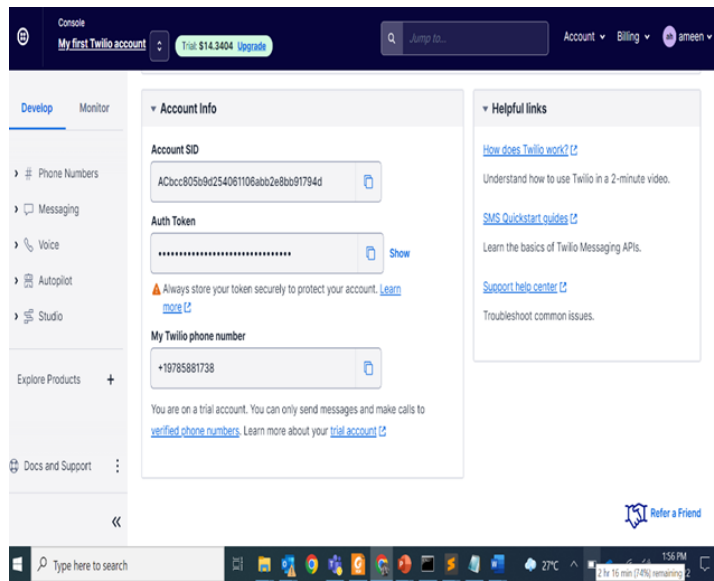 Console
My first Twilio account
Trial: $14.3404 Upgrade
Jump to...
Account
Billing
ah ameen
Develop Monitor
# Phone Numbers
Messaging
Voice
Autopilot
Studio
Explore Products +
Docs and Support
Account Info
Account SID
ACbcc805b9d254061106abb2e8bb91794d
Auth Token
••••••••••••••••••••••••••••••••
Show
Always store your token securely to protect your account. Learn
more
My Twilio phone number
+19785881738
You are on a trial account. You can only send messages and make calls to
verified phone numbers. Learn more about your trial account
Helpful links
How does Twilio work?
Understand how to use Twilio in a 2-minute video.
SMS Quickstart guides
Learn the basics of Twilio Messaging APIs.
Support help center
Troubleshoot common issues.
Refer a Friend
Type here to search
27°C
1:56 PM
2 hr 16 min (74%) remaining